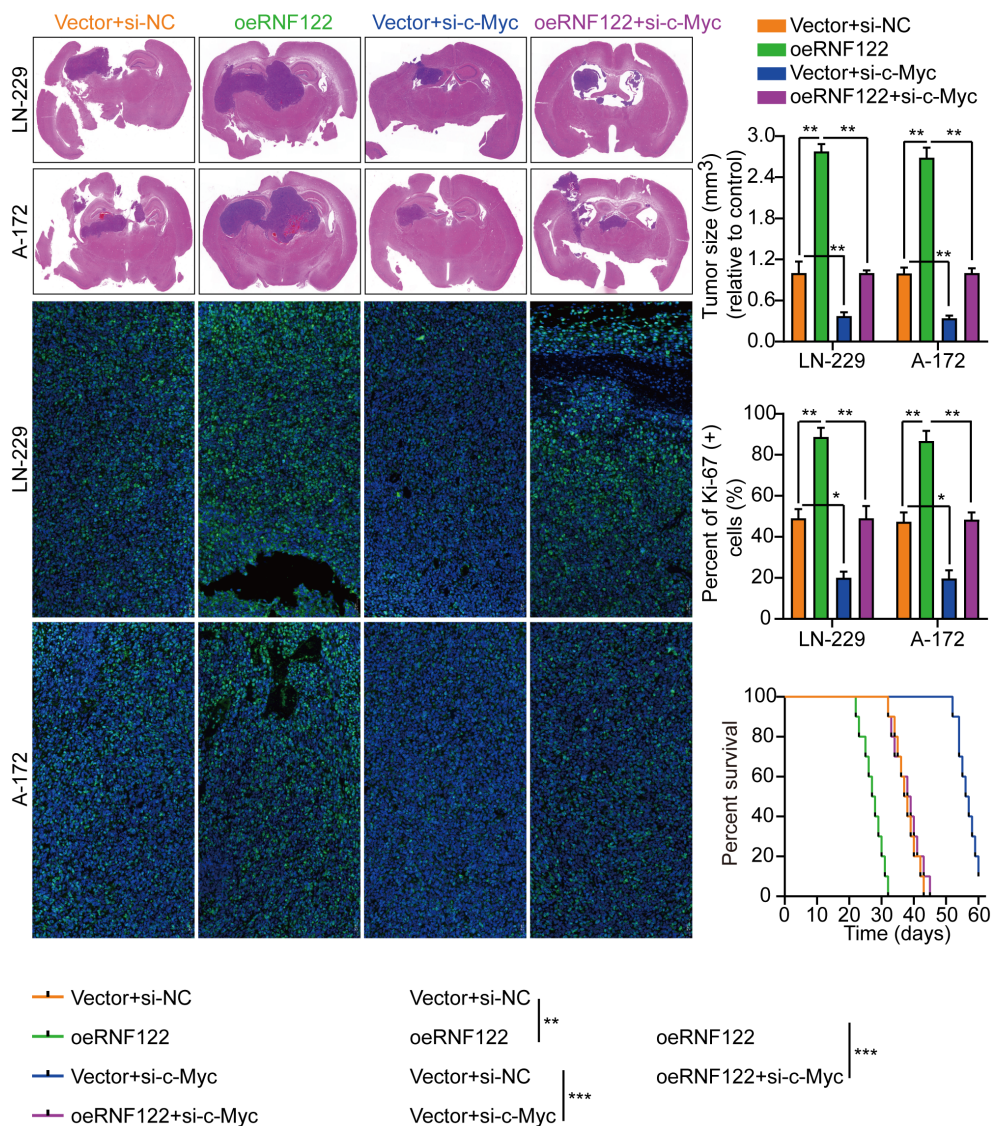 Vector+si-NC oeRNF122 Vector+si-c-Myc oeRNF122+si-c-Myc
LN-229
A-172
LN-229
A-172
Vector+si-NC
oeRNF122
Vector+si-c-Myc
oeRNF122+si-c-Myc
Tumor size (mm3)
(relative to control)
3.0
2.4
1.8
1.2
0.6
0.0
** ** ** **
** **
LN-229 A-172
Percent of Ki-67 (+)
cells (%)
100
80
60
40
20
0
** ** ** **
* *
LN-229 A-172
Percent survival
100
80
60
40
20
0
0 10 20 30 40 50 60
Time (days)
Vector+si-NC Vector+si-NC
**
oeRNF122 oeRNF122 oeRNF122
***
Vector+si-c-Myc Vector+si-NC oeRNF122+si-c-Myc
***
oeRNF122+si-c-Myc Vector+si-c-Myc